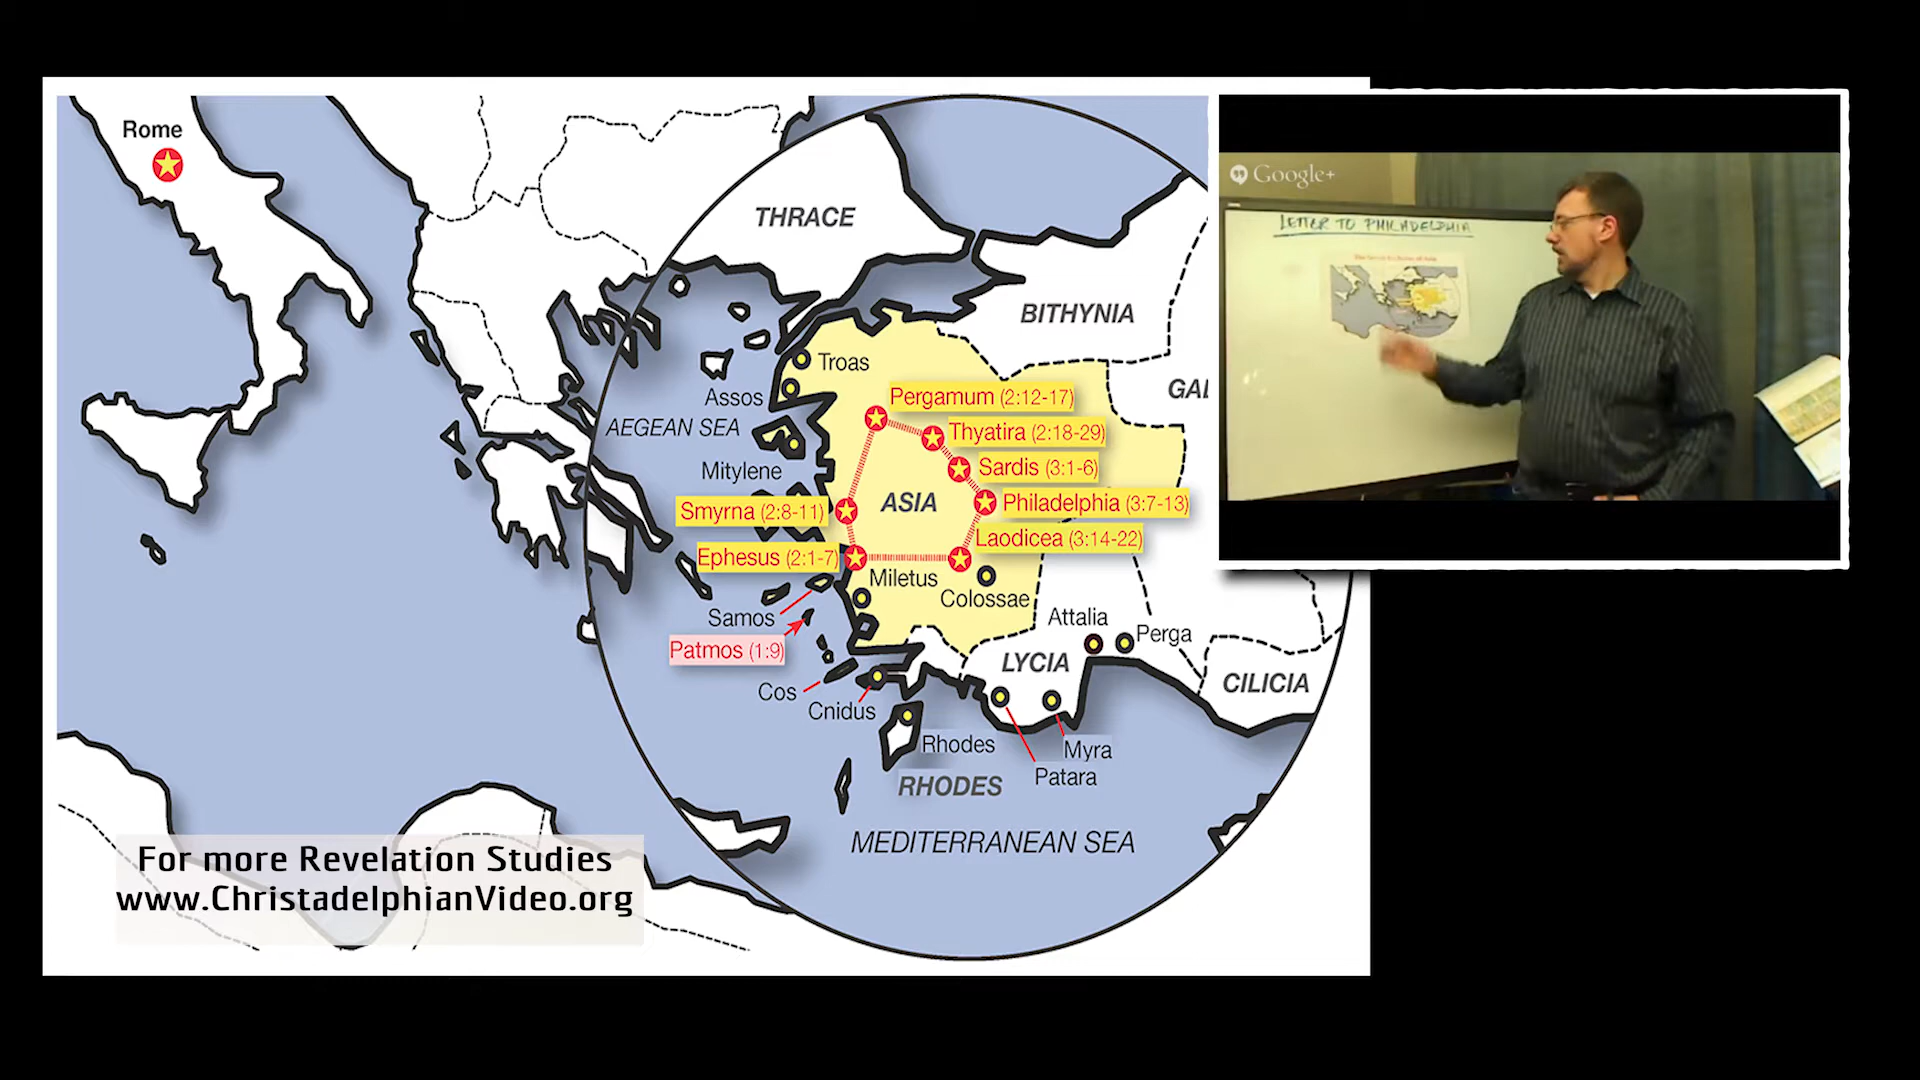 Rome
THRACE
BITHYNIA
GAL
Troas
Assos
AEGEAN SEA
Mitylene
Pergamum (2:12-17)
Thyatira (2:18-29)
Sardis (3:1-6)
ASIA
Philadelphia (3:7-13)
Smyrna (2:8-11)
Laodicea (3:14-22)
Ephesus (2:1-7)
Miletus
Colossae
Samos
Patmos (1:9)
Attalia
Perga
LYCIA
CILICIA
Cos
Cnidus
Rhodes
RHODES
Myra
Patara
MEDITERRANEAN SEA
For more Revelation Studies
www.ChristadelphianVideo.org
Google+
LETTER TO PHILADELPHIA